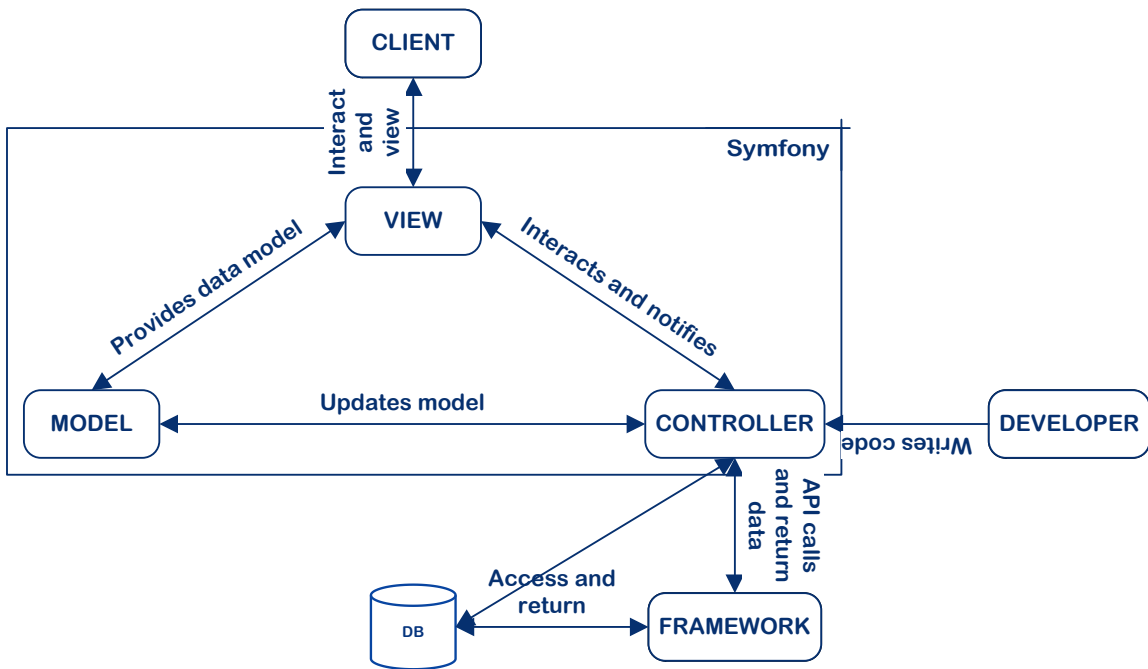 CLIENT
Interact
and
view
Symfony
VIEW
Provides data model
Interacts and notifies
Updates model
MODEL
CONTROLLER
DEVELOPER
Writes code
API calls
and return
data
Access and
return
DB
FRAMEWORK